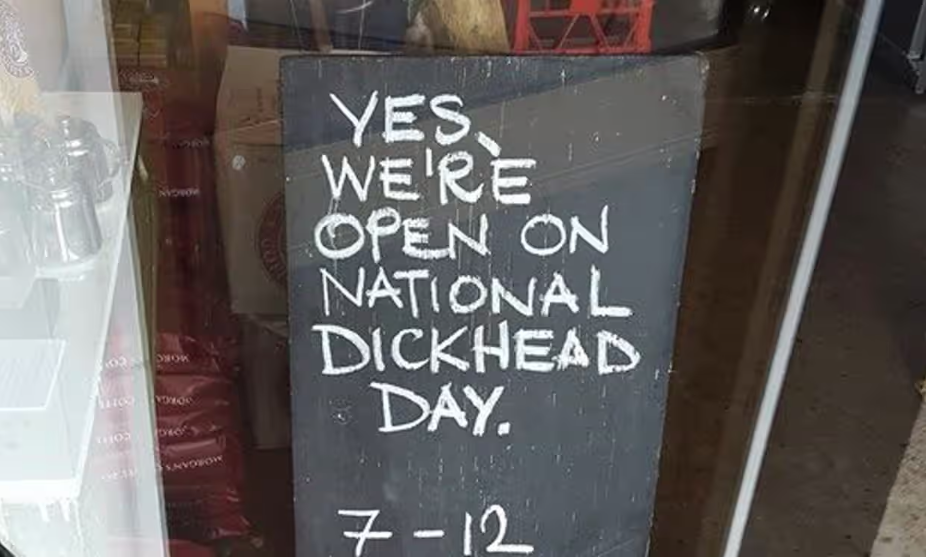 YES,
WE'RE
OPEN ON
NATIONAL
DICKHEAD
DAY.
7-12